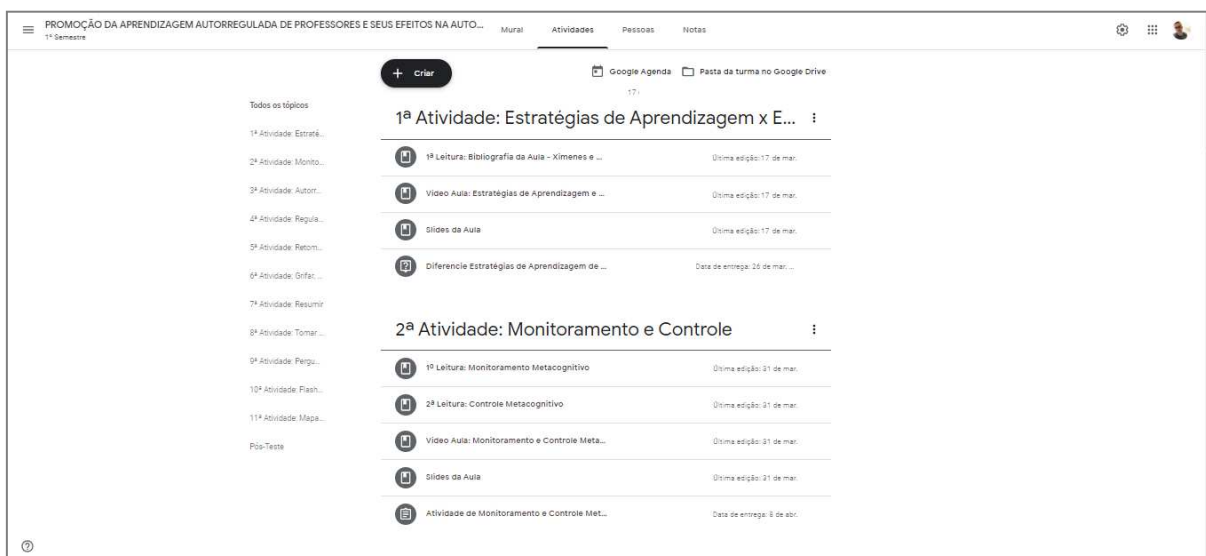 PROMOÇÃO DA APRENDIZAGEM AUTORREGULADA DE PROFESSORES E SEUS EFEITOS NA AUTO...
1º Semestre
Mural
Atividades
Pessoas
Notas
+ Criar
Google Agenda
Pasta da turma no Google Drive
Todos os tópicos
1ª Atividade: Estraté...
2ª Atividade: Monito...
3ª Atividade: Autorr...
4ª Atividade: Regula...
5ª Atividade: Retom...
6ª Atividade: Grifar, ...
7ª Atividade: Resumir
8ª Atividade: Tomar ...
9ª Atividade: Pergu...
10ª Atividade: Flash...
11ª Atividade: Mapa...
Pós-Teste
1ª Atividade: Estratégias de Aprendizagem x E...
1ª Leitura: Bibliografia da Aula - Ximenes e ...
Última edição: 17 de mar.
Vídeo Aula: Estratégias de Aprendizagem e ...
Última edição: 17 de mar.
Slides da Aula
Última edição: 17 de mar.
Diferencie Estratégias de Aprendizagem de ...
Data de entrega: 26 de mar. ...
2ª Atividade: Monitoramento e Controle
1º Leitura: Monitoramento Metacognitivo
Última edição: 31 de mar.
2ª Leitura: Controle Metacognitivo
Última edição: 31 de mar.
Vídeo Aula: Monitoramento e Controle Meta...
Última edição: 31 de mar.
Slides da Aula
Última edição: 31 de mar.
Atividade de Monitoramento e Controle Met...
Data de entrega: 8 de abr.